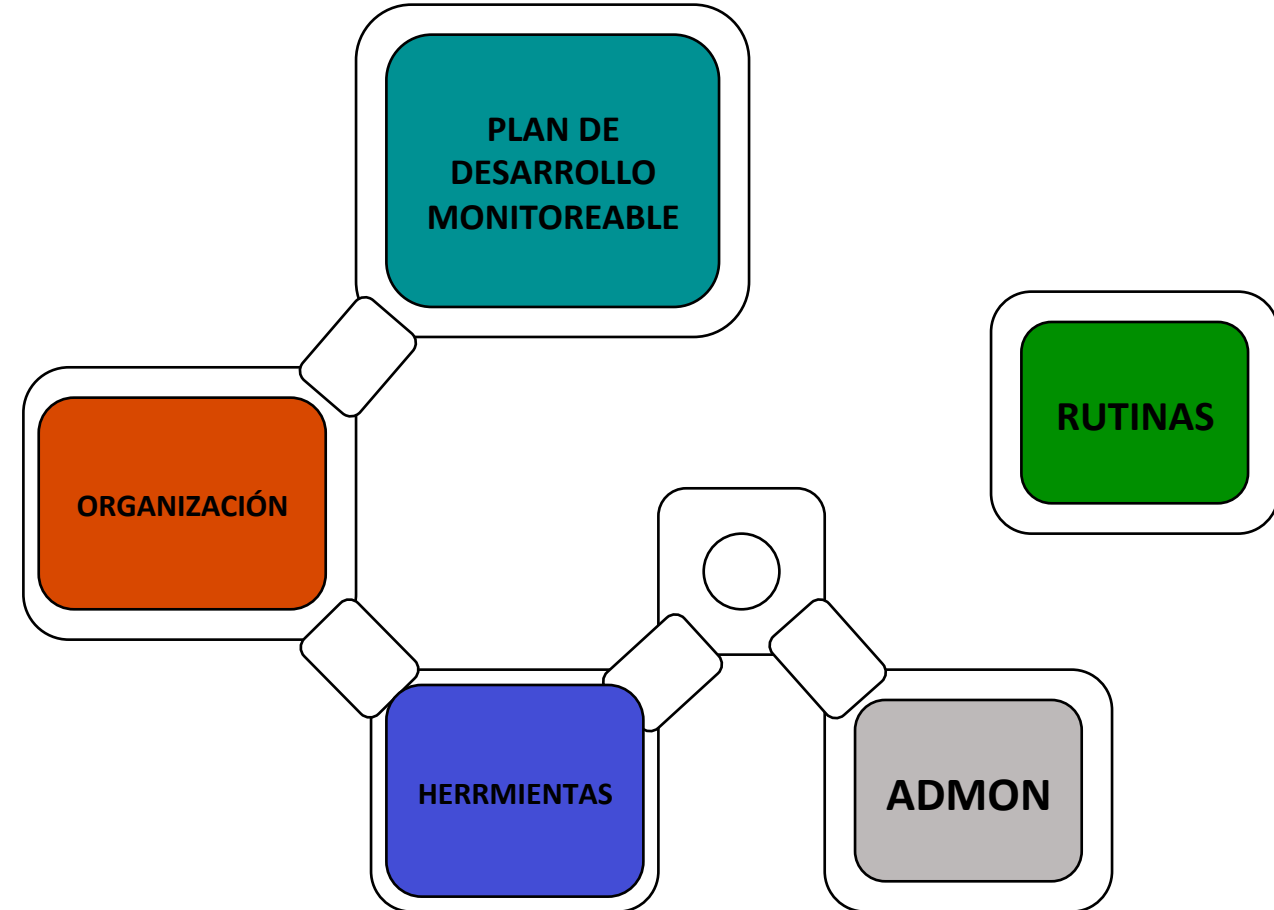 PLAN DE
DESARROLLO
MONITOREABLE
RUTINAS
ORGANIZACIÓN
HERRMIENTAS
ADMON